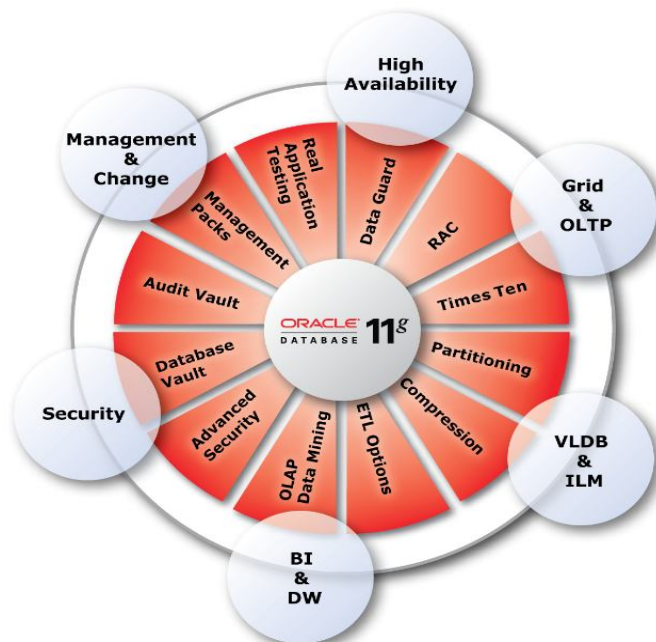 High
Availability
Management
&
Change
Grid
&
OLTP
Real
Application
Testing
Data Guard
RAC
Management
Packs
Times Ten
Audit Vault
ORACLE
DATABASE
11g
Partitioning
Database
Vault
Compression
Advanced
Security
OLAP
Data Mining
ETL Options
Security
VLDB
&
ILM
BI
&
DW